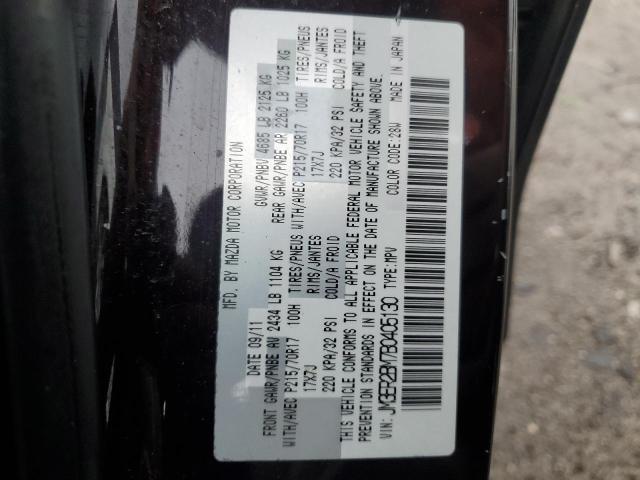 MFD. BY MAZDA MOTOR CORPORATION
DATE 09/11 GVWR/PNBV 4685 LB 2125 KG
FRONT GAWR/PNBE AV 2434 LB 1104 KG REAR GAWR/PNBE AR 2260 LB 1025 KG
WITH/AVEC P215/70R17 100H TIRES/PNEUS WITH/AVEC P215/70R17 100H TIRES/PNEUS
17X7J RIMS/JANTES 17X7J RIMS/JANTES
220 KPA/32 PSI COLD/A FROID 220 KPA/32 PSI COLD/A FROID
THIS VEHICLE CONFORMS TO ALL APPLICABLE FEDERAL MOTOR VEHICLE SAFETY AND THEFT
PREVENTION STANDARDS IN EFFECT ON THE DATE OF MANUFACTURE SHOWN ABOVE.
VIN: JM3ER2BM7B0405130 TYPE:MPV COLOR CODE:28W MADE IN JAPAN